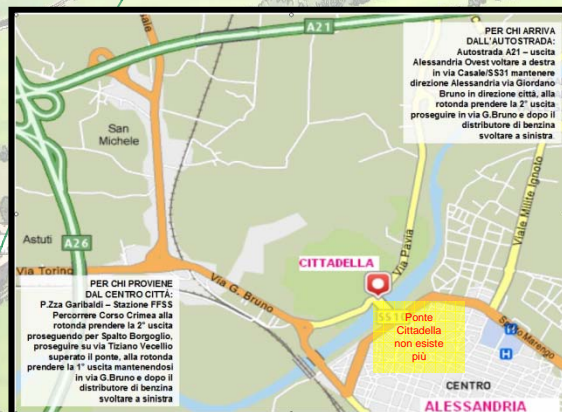 A21
PER CHI ARRIVA
DALL'AUTOSTRADA:
Autostrada A21 – uscita
Alessandria Ovest voltare a destra
in via Casale/SS31 mantenere
direzione Alessandria via Giordano
Bruno in direzione città, alla
rotonda prendere la 2° uscita
proseguire in via G.Bruno e dopo il
distributore di benzina
svoltare a sinistra.
San
Michele
Astuti
A26
Via Torino
Via G. Bruno
CITTADELLA
Via Pavia
Viale Milite Ignoto
PER CHI PROVIENE
DAL CENTRO CITTÀ:
P.Zza Garibaldi – Stazione FFSS
Percorrere Corso Crimea alla
rotonda prendere la 2° uscita
proseguendo per Spalto Borgoglio,
proseguire su via Tiziano Vecellio
superato il ponte, alla rotonda
prendere la 1° uscita mantenendosi
in via G.Bruno e dopo il
distributore di benzina
svoltare a sinistra
Ponte
Cittadella
non esiste
più
Marengo
H
H
CENTRO
ALESSANDRIA